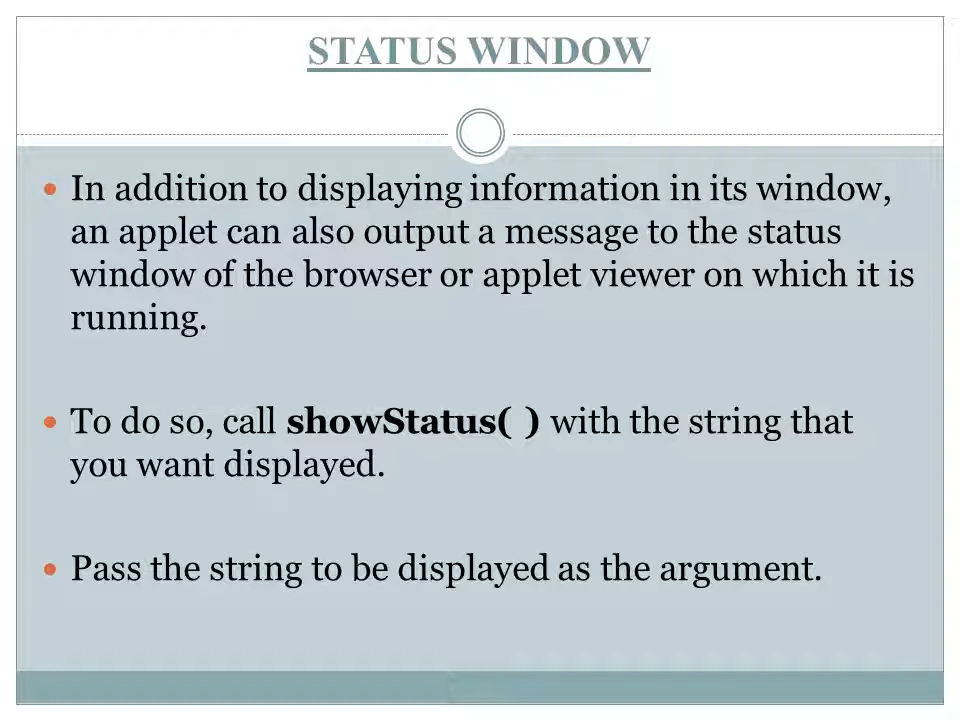 STATUS WINDOW
• In addition to displaying information in its window,
an applet can also output a message to the status
window of the browser or applet viewer on which it is
running.
• To do so, call showStatus( ) with the string that
you want displayed.
• Pass the string to be displayed as the argument.